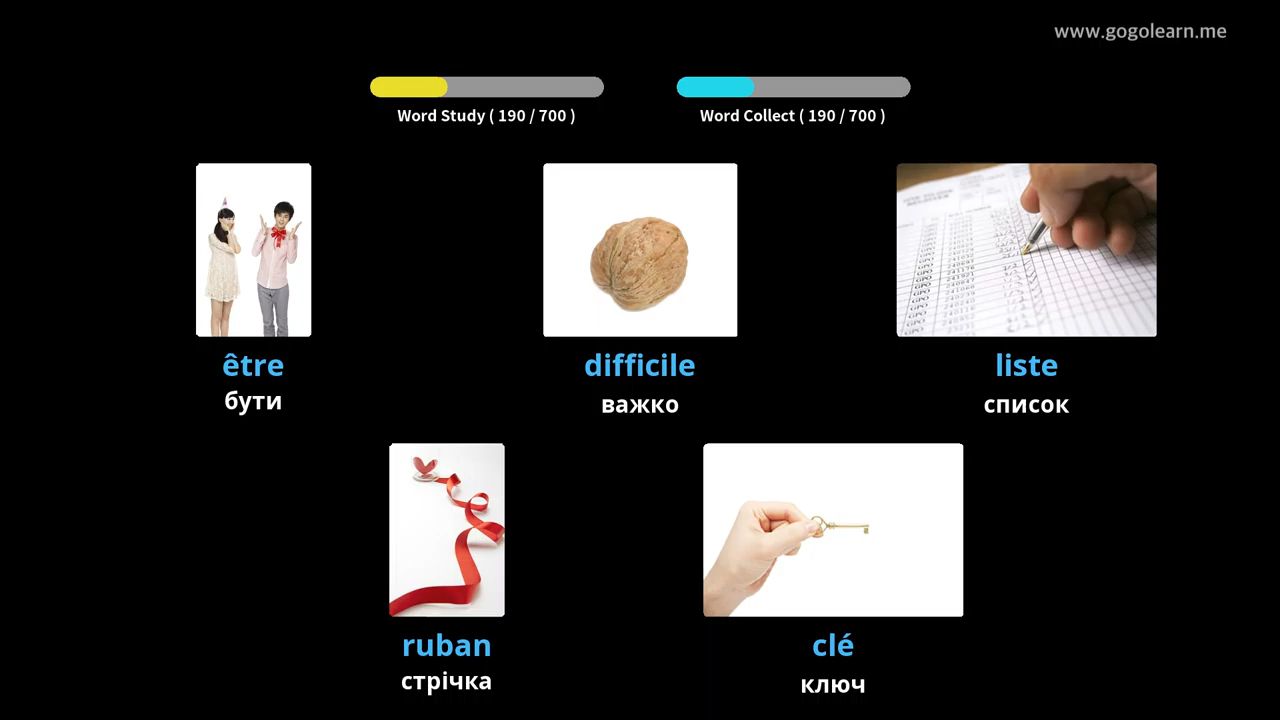 www.gogolearn.me
Word Study ( 190 / 700 )
Word Collect ( 190 / 700 )
être
бути
difficile
важко
liste
список
ruban
стрічка
clé
ключ